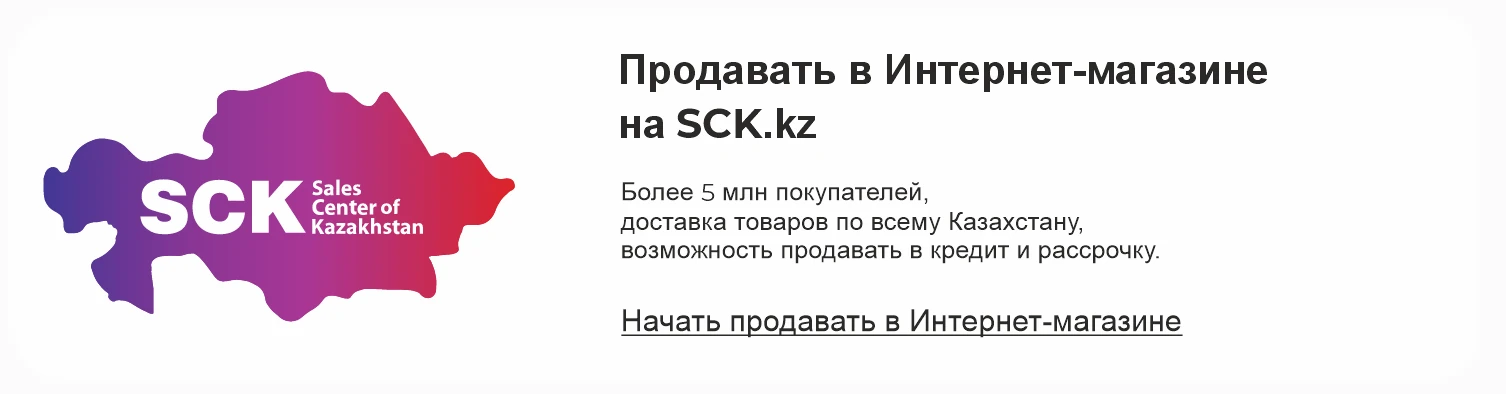 SCK
Sales
Center of
Kazakhstan
Продавать в Интернет-магазине
на SCK.kz
Более 5 млн покупателей,
доставка товаров по всему Казахстану,
возможность продавать в кредит и рассрочку.
Начать продавать в Интернет-магазине